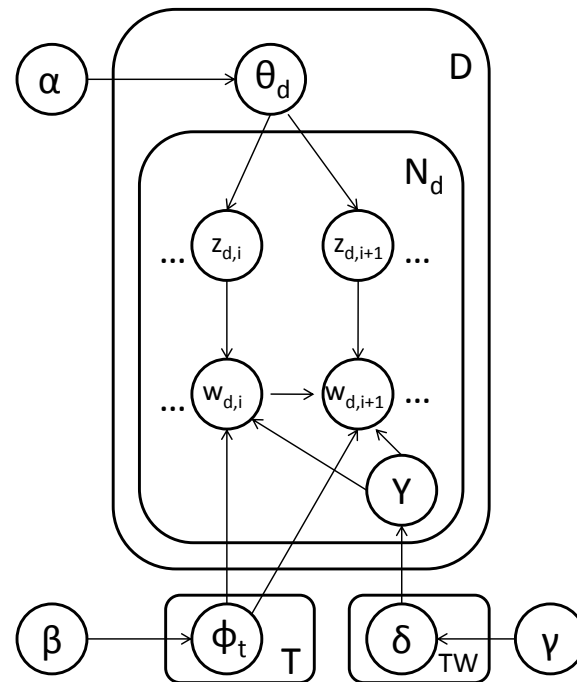 D
α
θd
Nd
... zd,i
zd,i+1 ...
... wd,i
wd,i+1 ...
Υ
β
ϕt
T
δ
TW
γ